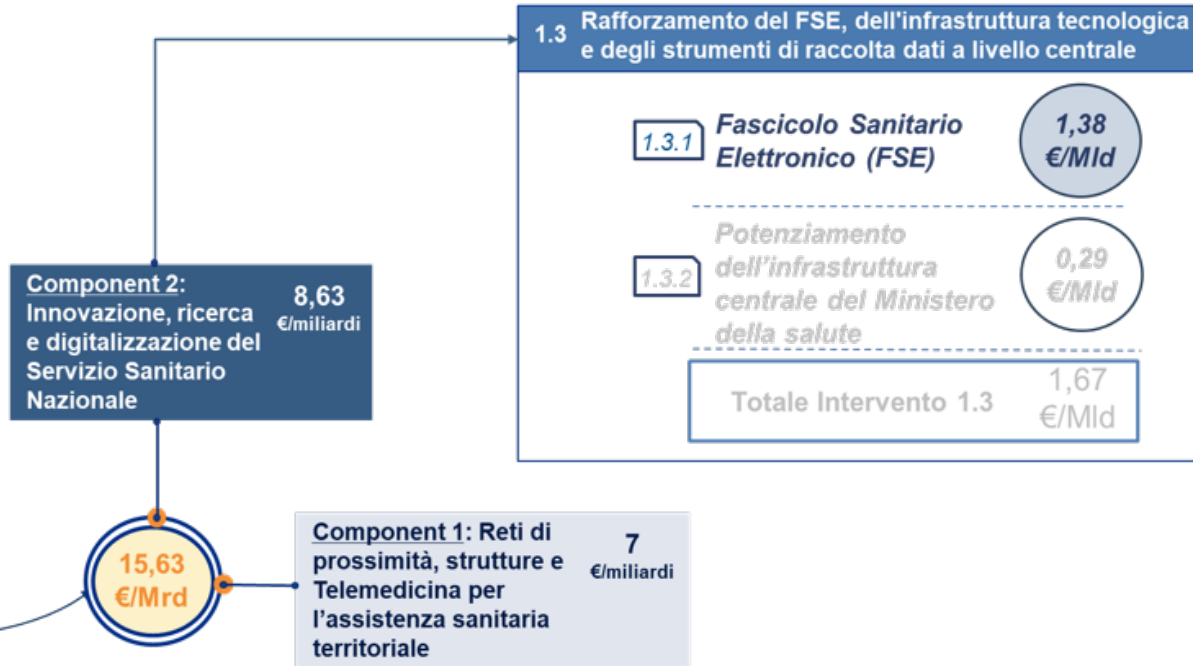 1.3 Rafforzamento del FSE, dell'infrastruttura tecnologica
e degli strumenti di raccolta dati a livello centrale
1.3.1
Fascicolo Sanitario
Elettronico (FSE)
1,38
€/Mld
1.3.2
Potenziamento
dell'infrastruttura
centrale del Ministero
della salute
0,29
€/Mld
Totale Intervento 1.3
1,67
€/Mld
Component 2:
Innovazione, ricerca
e digitalizzazione del
Servizio Sanitario
Nazionale
8,63
€/miliardi
15,63
€/Mrd
Component 1: Reti di
prossimità, strutture e
Telemedicina per
l'assistenza sanitaria
territoriale
7
€/miliardi